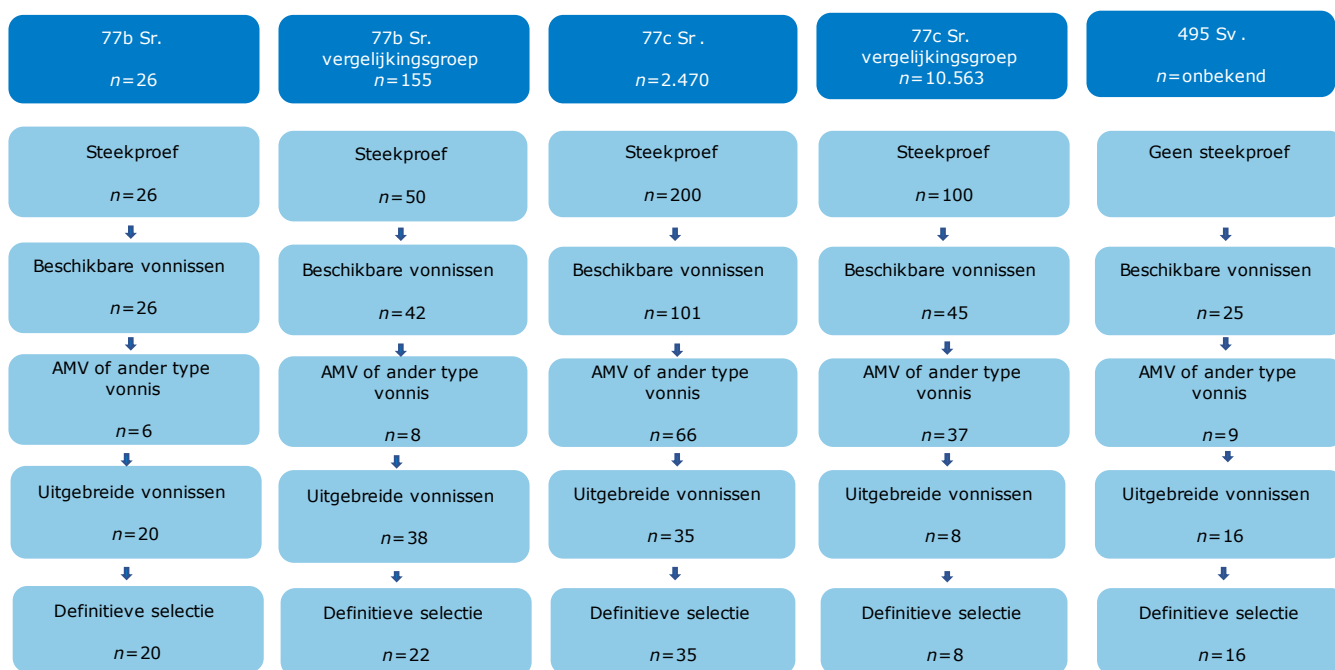 77b Sr.
n=26
77b Sr.
vergelijkingsgroep
n=155
77c Sr .
n=2.470
77c Sr.
vergelijkingsgroep
n=10.563
495 Sv .
n=onbekend
Steekproef
n=26
Steekproef
n=50
Steekproef
n=200
Steekproef
n=100
Geen steekproef
Beschikbare vonnissen
n=26
Beschikbare vonnissen
n=42
Beschikbare vonnissen
n=101
Beschikbare vonnissen
n=45
Beschikbare vonnissen
n=25
AMV of ander type
vonnis
n=6
AMV of ander type
vonnis
n=8
AMV of ander type
vonnis
n=66
AMV of ander type
vonnis
n=37
AMV of ander type
vonnis
n=9
Uitgebreide vonnissen
n=20
Uitgebreide vonnissen
n=38
Uitgebreide vonnissen
n=35
Uitgebreide vonnissen
n=8
Uitgebreide vonnissen
n=16
Definitieve selectie
n=20
Definitieve selectie
n=22
Definitieve selectie
n=35
Definitieve selectie
n=8
Definitieve selectie
n=16